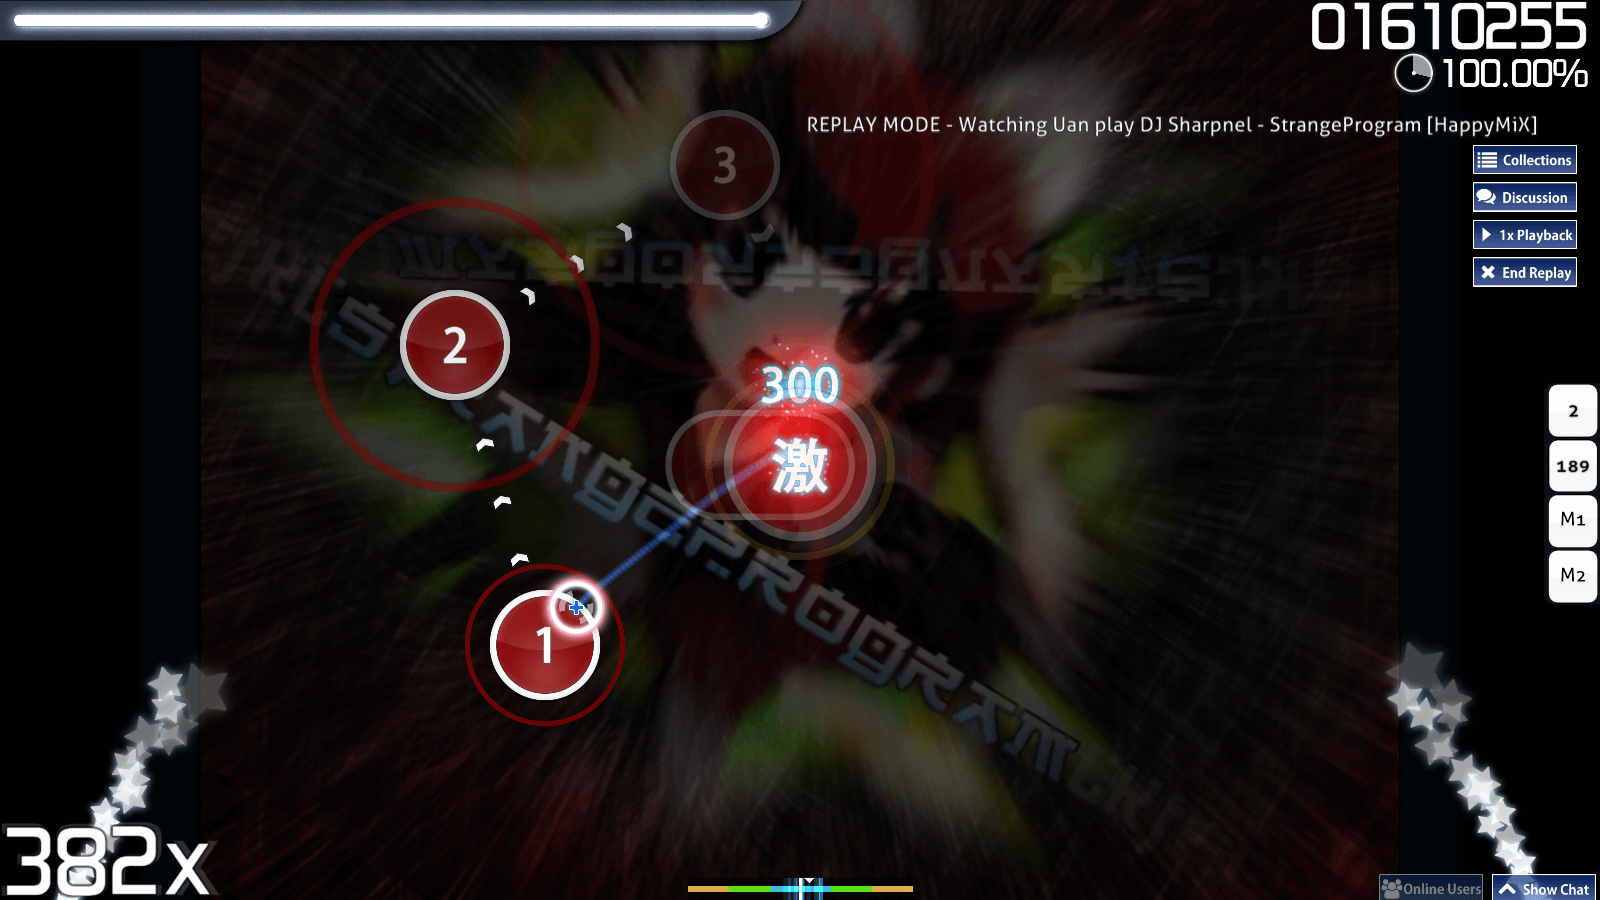 01610255
100.00%
REPLAY MODE - Watching Uan play DJ Sharpnel - StrangeProgram [HappyMiX]
Collections
Discussion
1x Playback
End Replay
3
2
300
激
1
2
189
M1
M2
STRANGEPROGRAM
382x
Online Users
Show Chat